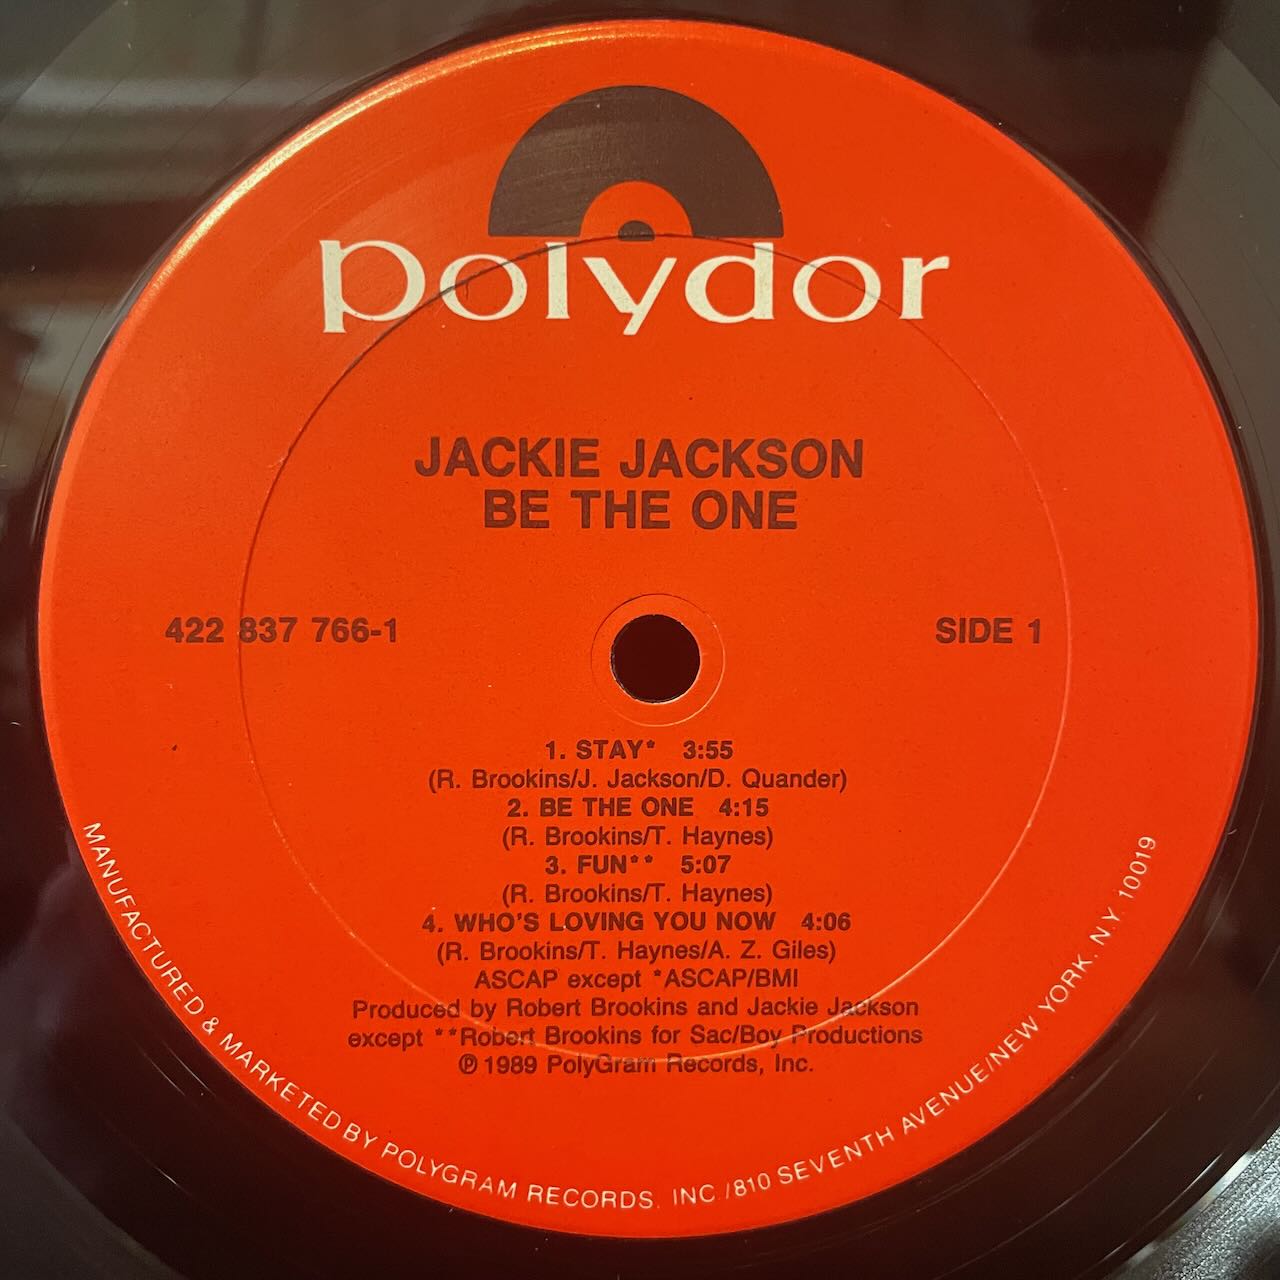 polydor
JACKIE JACKSON
BE THE ONE
422 837 766-1
SIDE 1
1. STAY* 3:55
(R. Brookins/J. Jackson/D. Quander)
2. BE THE ONE 4:15
(R. Brookins/T. Haynes)
3. FUN** 5:07
(R. Brookins/T. Haynes)
4. WHO'S LOVING YOU NOW 4:06
(R. Brookins/T. Haynes/A. Z. Giles)
ASCAP except *ASCAP/BMI
Produced by Robert Brookins and Jackie Jackson
except **Robert Brookins for Sac/Boy Productions
℗ 1989 PolyGram Records, Inc.
MANUFACTURED & MARKETED BY POLYGRAM RECORDS, INC./810 SEVENTH AVENUE/NEW YORK, N.Y. 10019